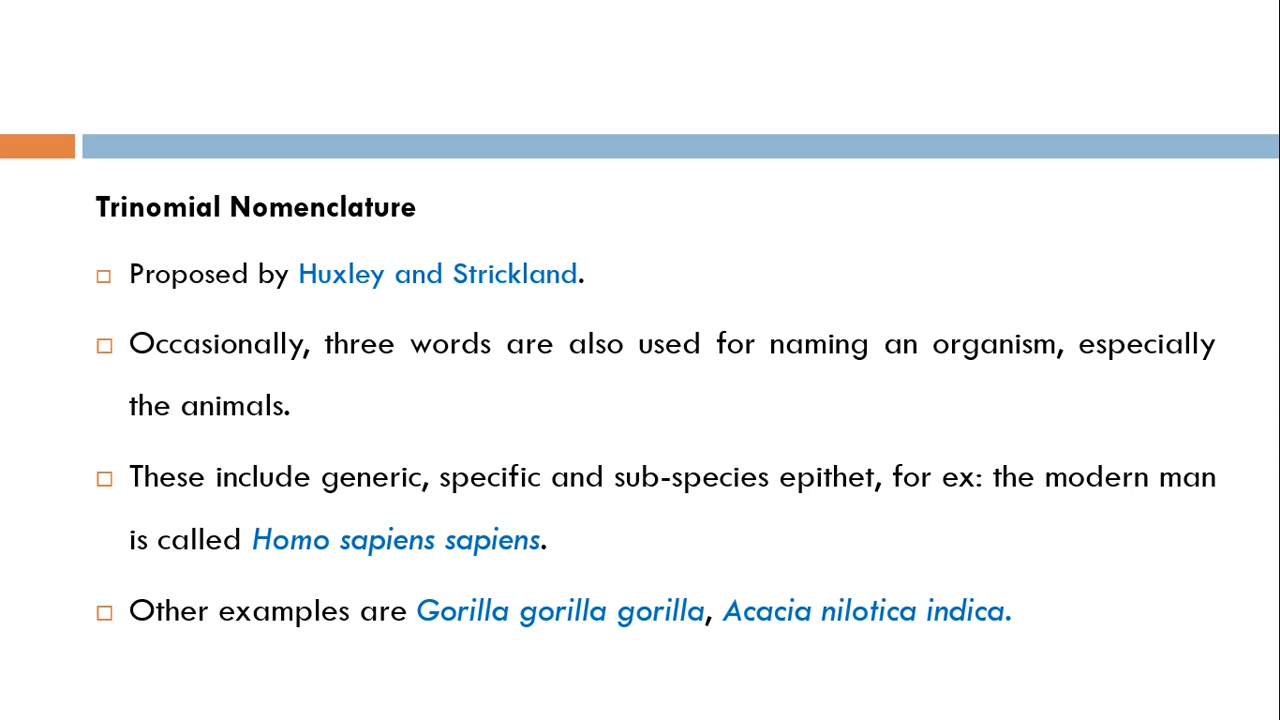 Trinomial Nomenclature
Proposed by Huxley and Strickland.
Occasionally, three words are also used for naming an organism, especially
the animals.
These include generic, specific and sub-species epithet, for ex: the modern man
is called Homo sapiens sapiens.
Other examples are Gorilla gorilla gorilla, Acacia nilotica indica.